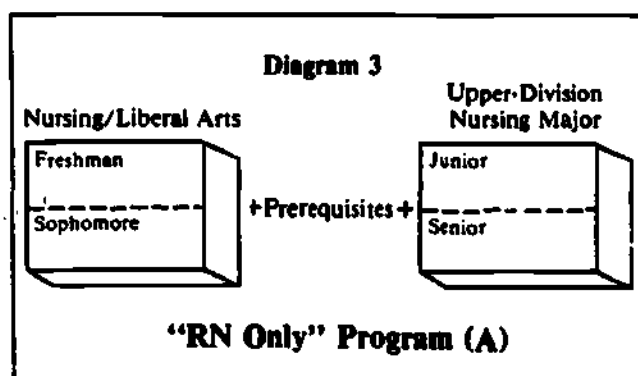 Diagram 3
Nursing/Liberal Arts
Upper-Division
Nursing Major
Freshman
Sophomore
+Prerequisites+
Junior
Senior
“RN Only” Program (A)